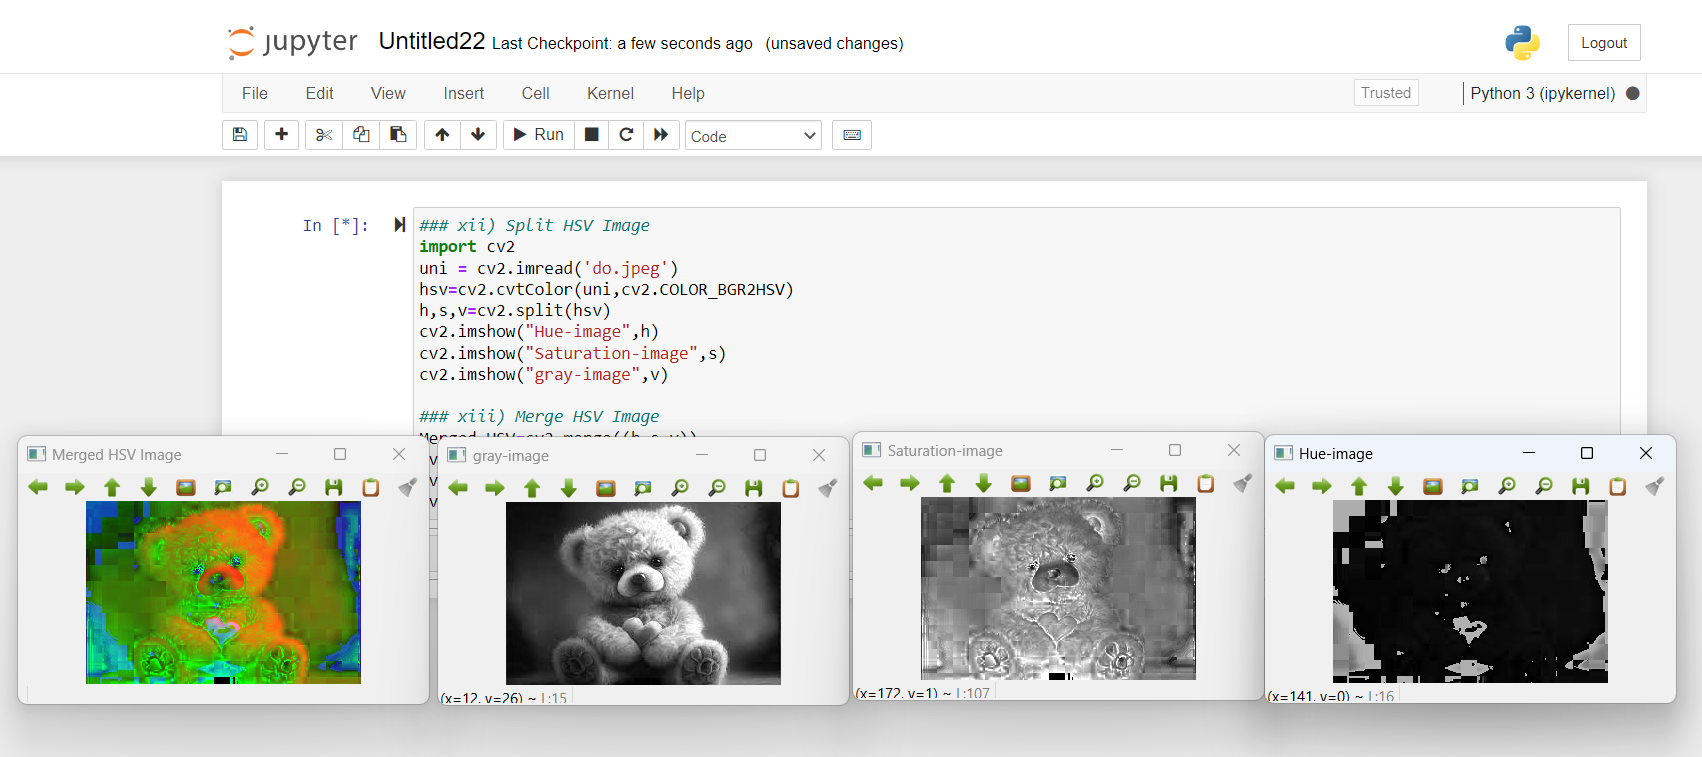 jupyter Untitled22 Last Checkpoint: a few seconds ago (unsaved changes)
Logout
File Edit View Insert Cell Kernel Help
Trusted
Python 3 (ipykernel)
Run
Code
In [*]:
### xii) Split HSV Image
import cv2
uni = cv2.imread('do.jpeg')
hsv=cv2.cvtColor(uni,cv2.COLOR_BGR2HSV)
h,s,v=cv2.split(hsv)
cv2.imshow("Hue-image",h)
cv2.imshow("Saturation-image",s)
cv2.imshow("gray-image",v)
### xiii) Merge HSV Image
Merged_HSV=cv2.merge((h,s,v))
Merged HSV Image
gray-image
(x=12, y=26) ~ L:15
Saturation-image
(x=172, y=1) ~ L:107
Hue-image
(x=141, y=0) ~ L:16